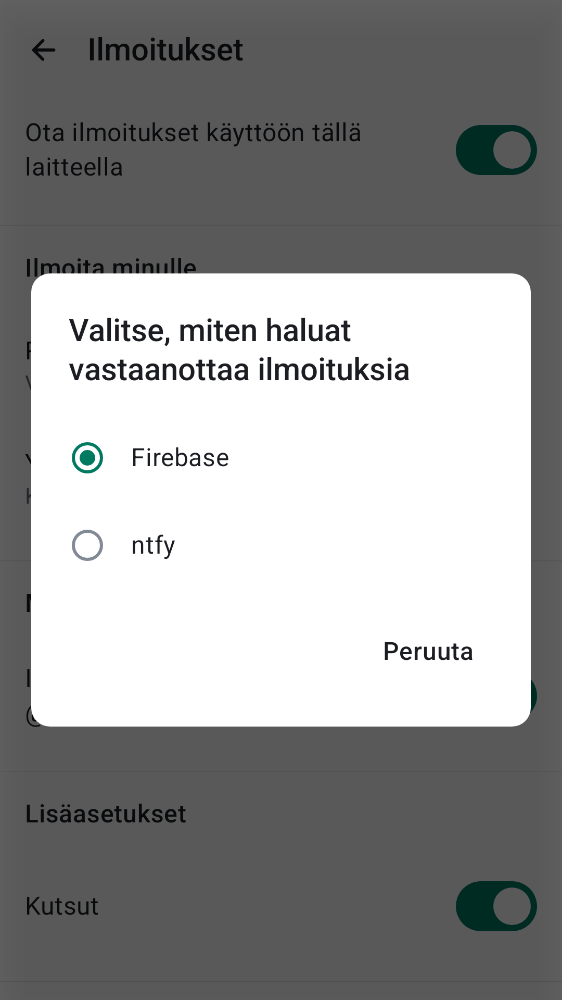 Ilmoitukset
Ota ilmoitukset käyttöön tällä
laitteella
Ilmoita minulle
Valitse, miten haluat
vastaanottaa ilmoituksia
Firebase
ntfy
Peruuta
Lisäasetukset
Kutsut